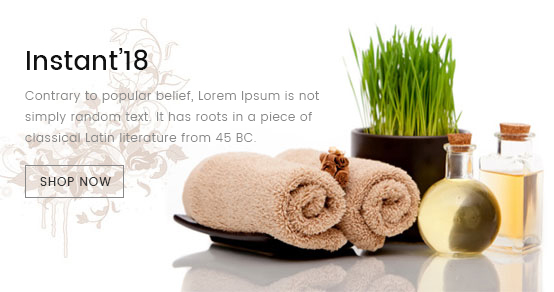 Instant’18
Contrary to popular belief, Lorem Ipsum is not
simply random text. It has roots in a piece of
classical Latin literature from 45 BC.
SHOP NOW